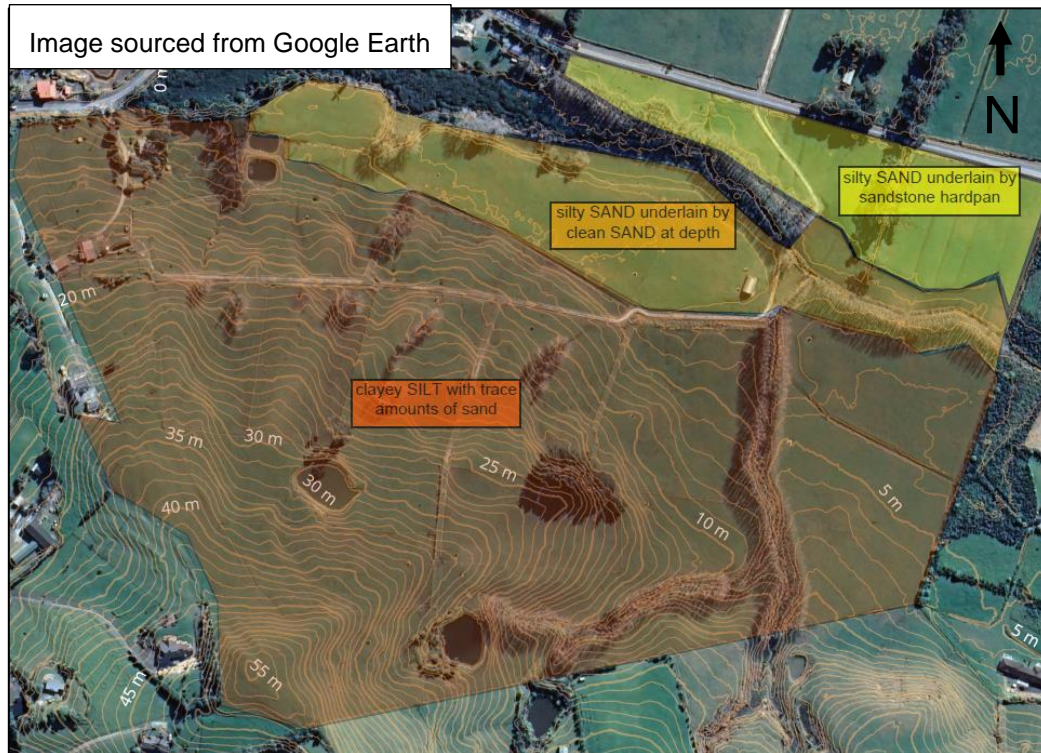 Image sourced from Google Earth
N
0 m
silty SAND underlain by
sandstone hardpan
silty SAND underlain by
clean SAND at depth
20 m
clayey SILT with trace
amounts of sand
35 m
30 m
25 m
30 m
5 m
40 m
10 m
5 m
55 m
45 m